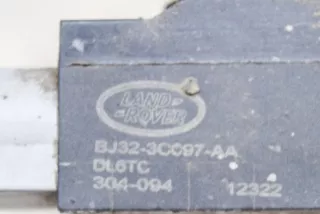 LAND
ROVER
BJ32-3C097-AA
DL6TC
304-094 12322